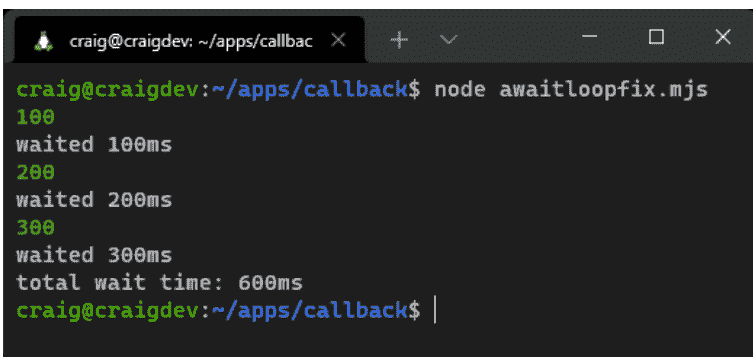 craig@craigdev: ~/apps/callbac
craig@craigdev:~/apps/callback$ node awaitloopfix.mjs
100
waited 100ms
200
waited 200ms
300
waited 300ms
total wait time: 600ms
craig@craigdev:~/apps/callback$